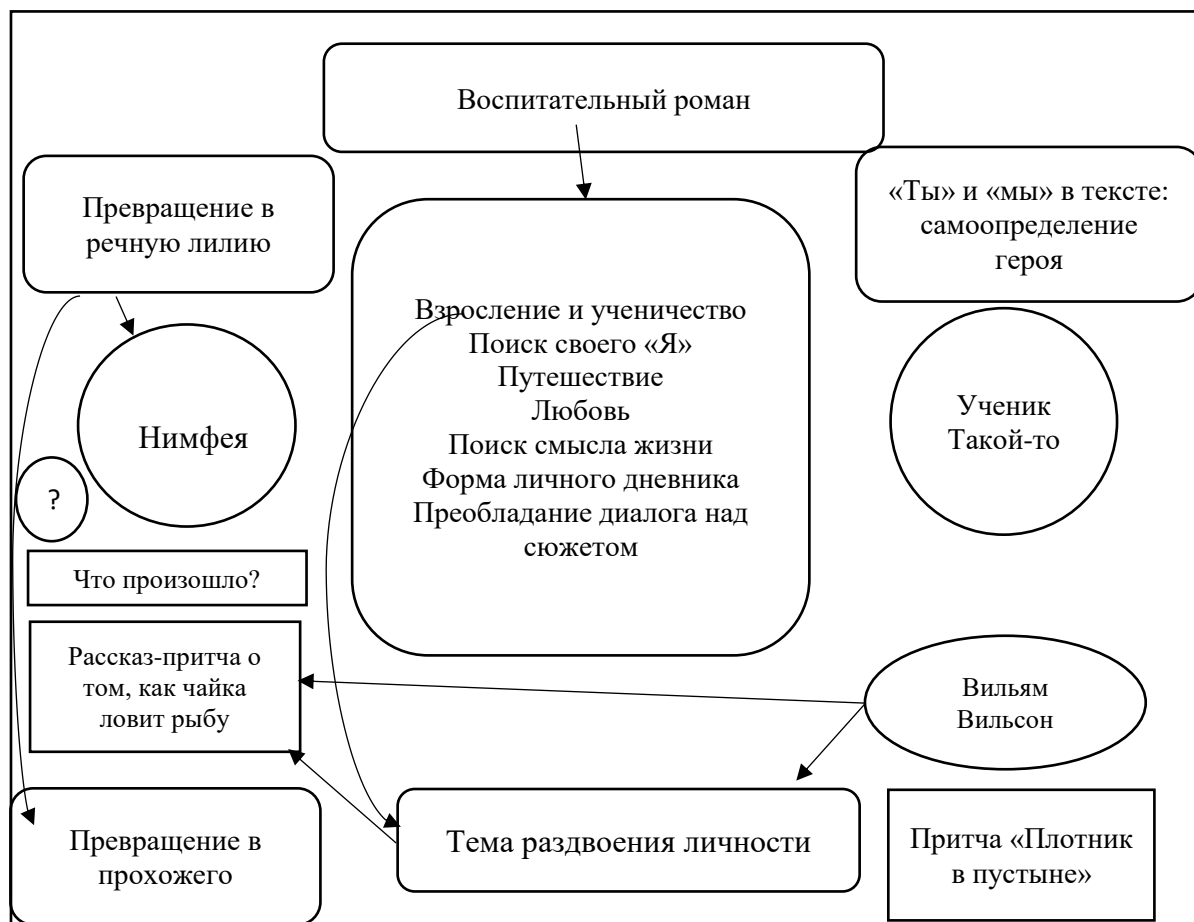 Воспитательный роман
Превращение в
речную лилию
«Ты» и «мы» в тексте:
самоопределение
героя
Взросление и ученичество
Поиск своего «Я»
Путешествие
Любовь
Поиск смысла жизни
Форма личного дневника
Преобладание диалога над
сюжетом
Нимфея
Ученик
Такой-то
?
Что произошло?
Рассказ-притча о
том, как чайка
ловит рыбу
Вильям
Вильсон
Превращение в
прохожего
Тема раздвоения личности
Притча «Плотник
в пустыне»